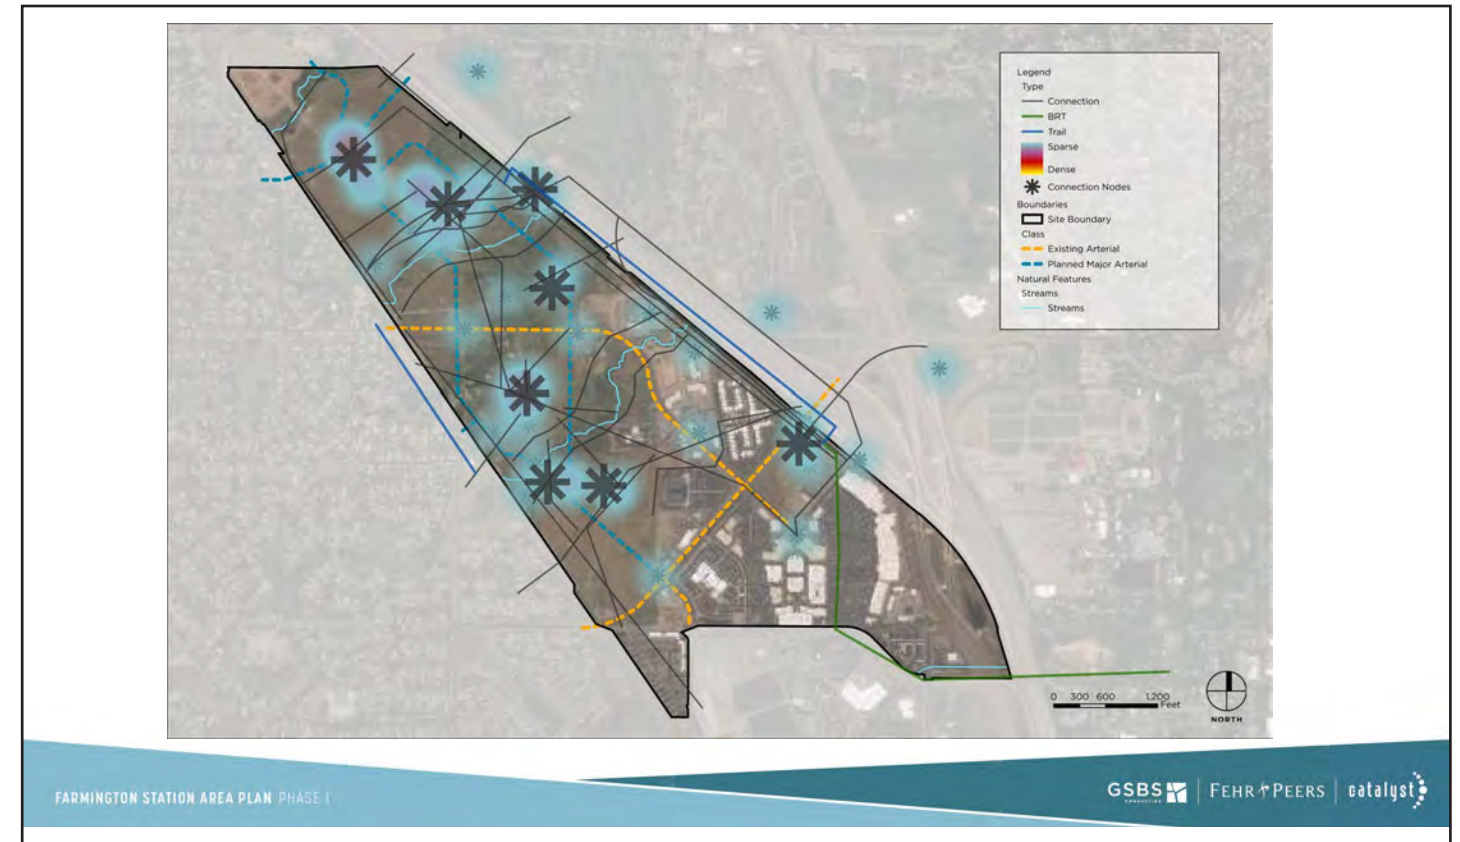 Legend
Type
Connection
BRT
Trail
Sparse
Dense
Connection Nodes
Boundaries
Site Boundary
Class
Existing Arterial
Planned Major Arterial
Natural Features
Streams
Streams
0 300 600 1,200
Feet
NORTH
FARMINGTON STATION AREA PLAN PHASE 1
GSBS
CONSULTING
FEHR PEERS
catalyst